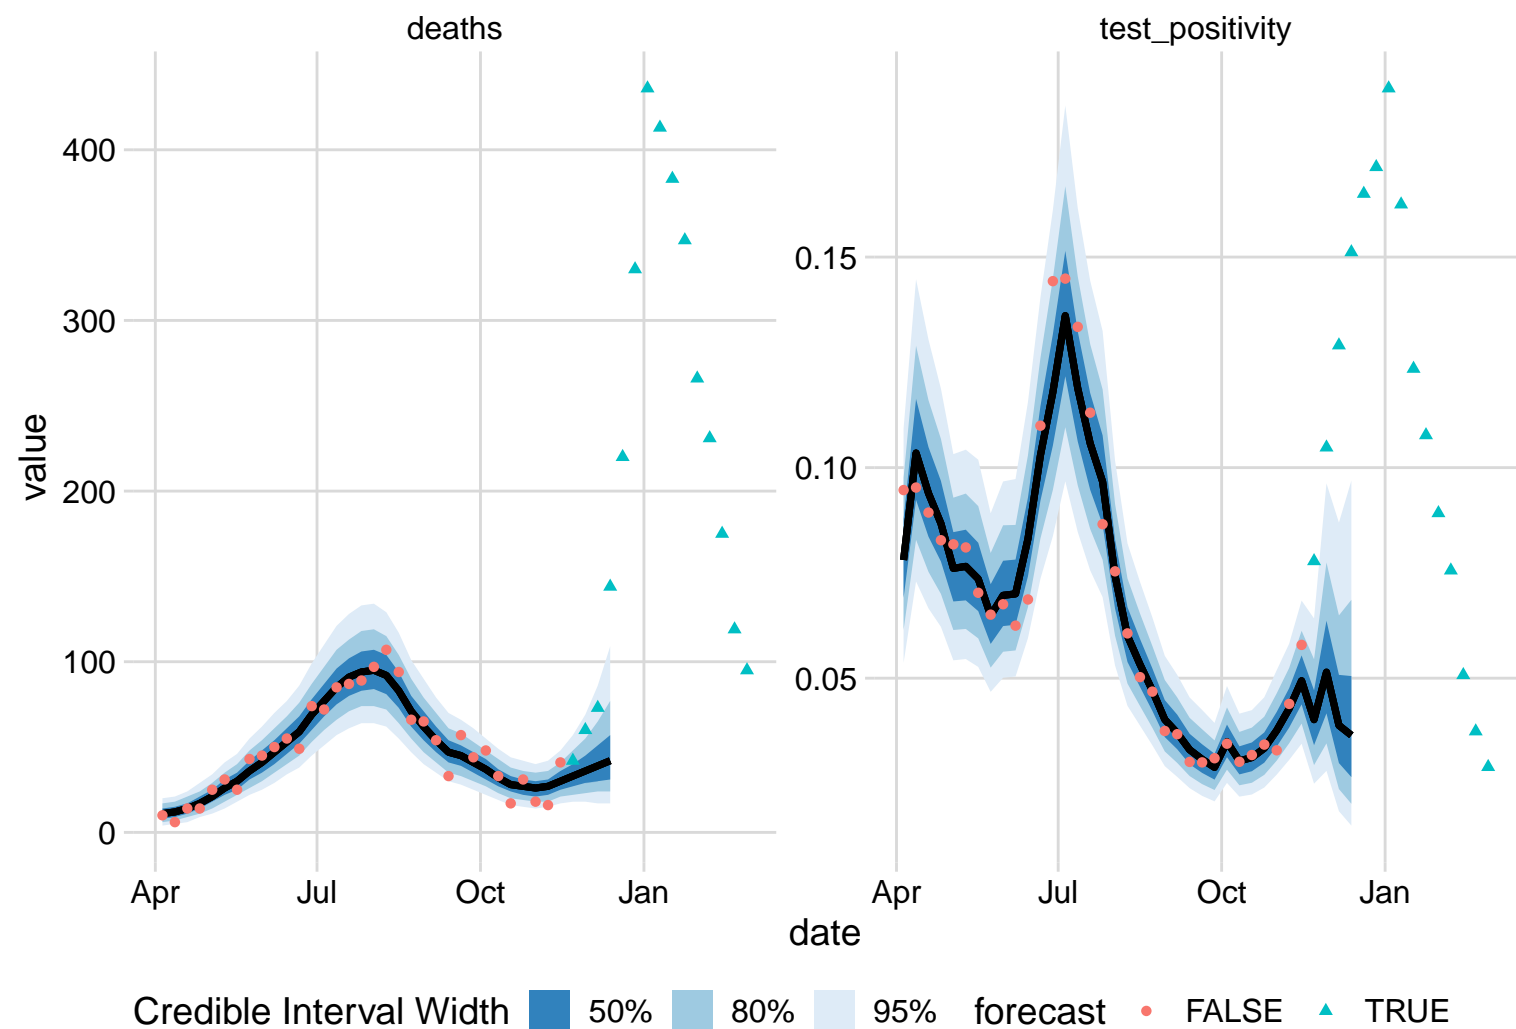 deaths
test_positivity
value
400
300
200
100
0
0.15
0.10
0.05
Apr Jul Oct Jan
Apr Jul Oct Jan
date
Credible Interval Width 50% 80% 95% forecast FALSE TRUE